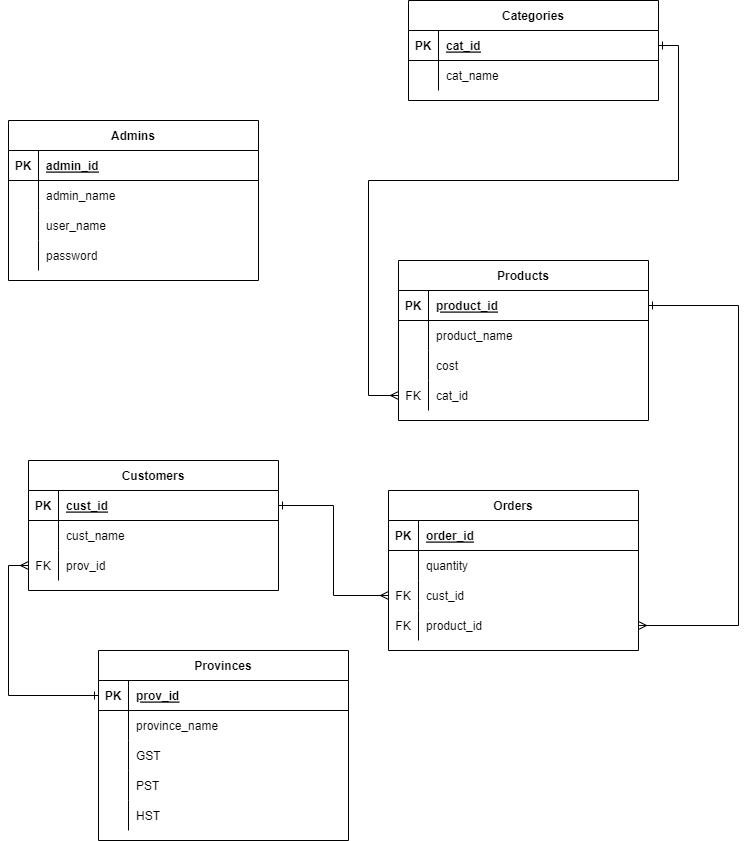 Categories
PK cat_id
cat_name
Admins
PK admin_id
admin_name
user_name
password
Products
PK product_id
product_name
cost
FK cat_id
Customers
PK cust_id
cust_name
FK prov_id
Orders
PK order_id
quantity
FK cust_id
FK product_id
Provinces
PK prov_id
province_name
GST
PST
HST